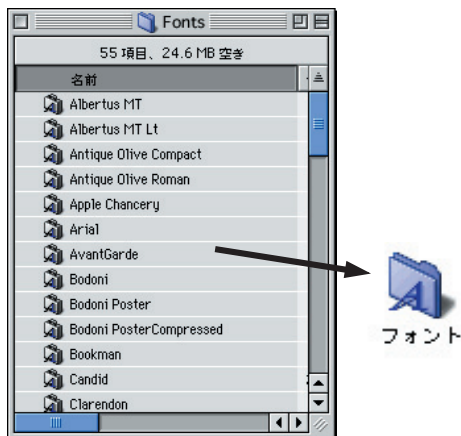 Fonts
55 項目、24.6 MB 空き
名前
Albertus MT
Albertus MT Lt
Antique Olive Compact
Antique Olive Roman
Apple Chancery
Arial
AvantGarde
Bodoni
Bodoni Poster
Bodoni PosterCompressed
Bookman
Candid
Clarendon
フォント